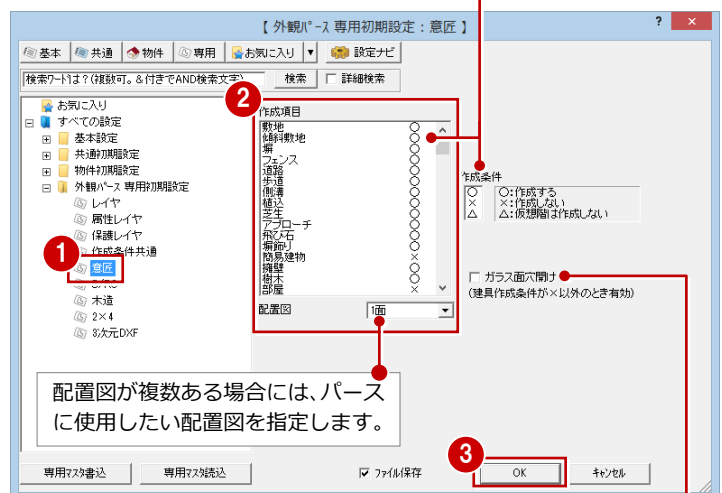 【 外観ﾊﾟｰｽ 専用初期設定：意匠 】
? ×
基本 共通 物件 専用 お気に入り ▼ 設定ナビ
検索ﾜｰﾄﾞは？(複数可。&付きでAND検索文字) 検索 詳細検索
お気に入り
すべての設定
基本設定
共通初期設定
物件初期設定
外観ﾊﾟｰｽ 専用初期設定
レイヤ
属性レイヤ
保護レイヤ
作成条件共通
1
意匠
木造
2×4
3次元DXF
2
作成項目
敷地 ○
傾斜敷地 ○
塀 ○
フェンス ○
道路 ○
歩道 ○
側溝 ○
植込 ○
芝生 ○
アプローチ ○
飛び石 ○
塀飾り ○
簡易建物 ×
擁壁 ○
樹木 ○
部屋 ×
配置図 1面
作成条件
○ ○:作成する
× ×:作成しない
△ △:仮想階は作成しない
ガラス面穴開け
(建具作成条件が×以外のとき有効)
配置図が複数ある場合には、パース
に使用したい配置図を指定します。
3
専用ﾏｽﾀ書込 専用ﾏｽﾀ読込 ﾌｧｲﾙ保存 OK ｷｬﾝｾﾙ